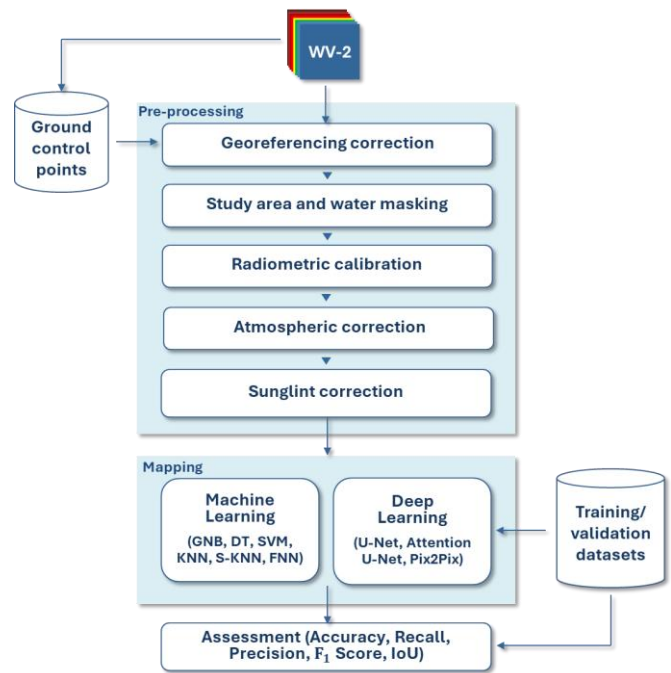 WV-2
Ground
control
points
Pre-processing
Georeferencing correction
Study area and water masking
Radiometric calibration
Atmospheric correction
Sunglint correction
Mapping
Machine
Learning
(GNB, DT, SVM,
KNN, S-KNN, FNN)
Deep
Learning
(U-Net, Attention
U-Net, Pix2Pix)
Training/
validation
datasets
Assessment (Accuracy, Recall,
Precision, F₁ Score, IoU)